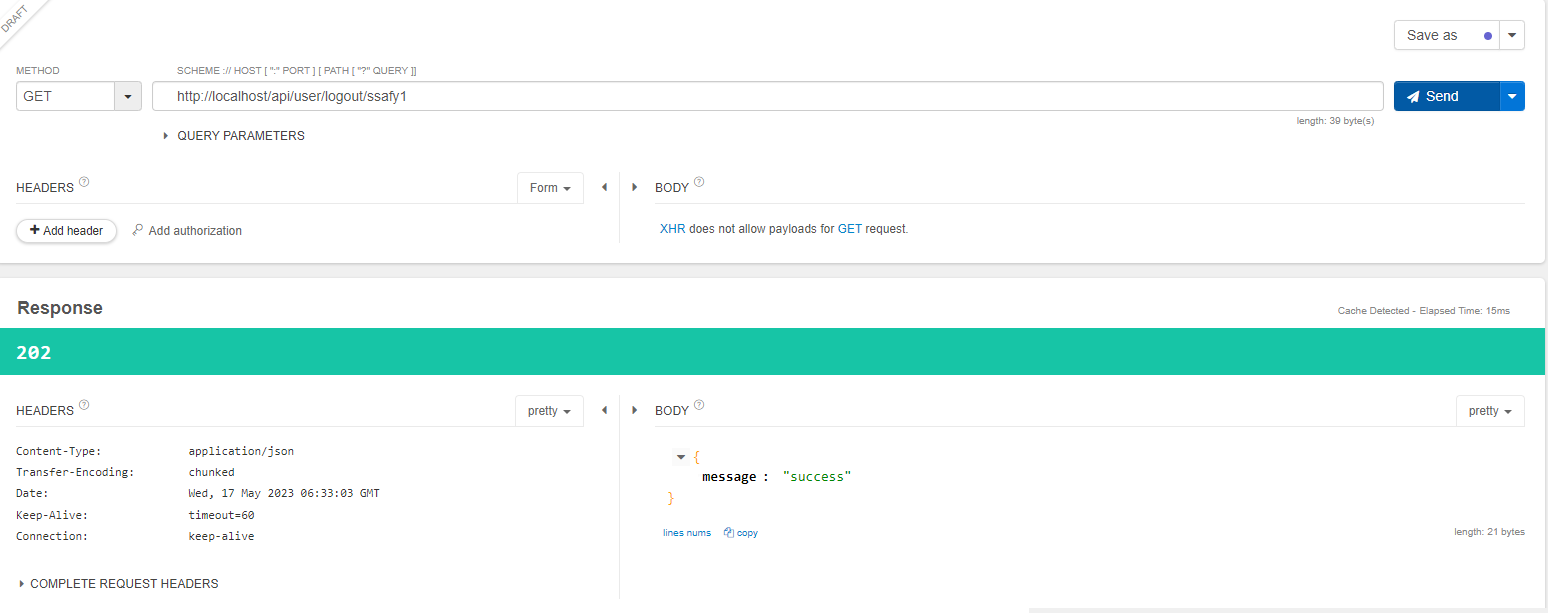 DRAFT
Save as
METHOD
SCHEME :// HOST [ ":" PORT ] [ PATH [ "?" QUERY ]]
GET
http://localhost/api/user/logout/ssafy1
Send
length: 39 byte(s)
QUERY PARAMETERS
HEADERS ?
Form
BODY ?
+ Add header
Add authorization
XHR does not allow payloads for GET request.
Response
Cache Detected - Elapsed Time: 15ms
202
HEADERS ?
pretty
BODY ?
pretty
Content-Type: application/json
Transfer-Encoding: chunked
Date: Wed, 17 May 2023 06:33:03 GMT
Keep-Alive: timeout=60
Connection: keep-alive
{
message : "success"
}
lines nums
copy
length: 21 bytes
COMPLETE REQUEST HEADERS